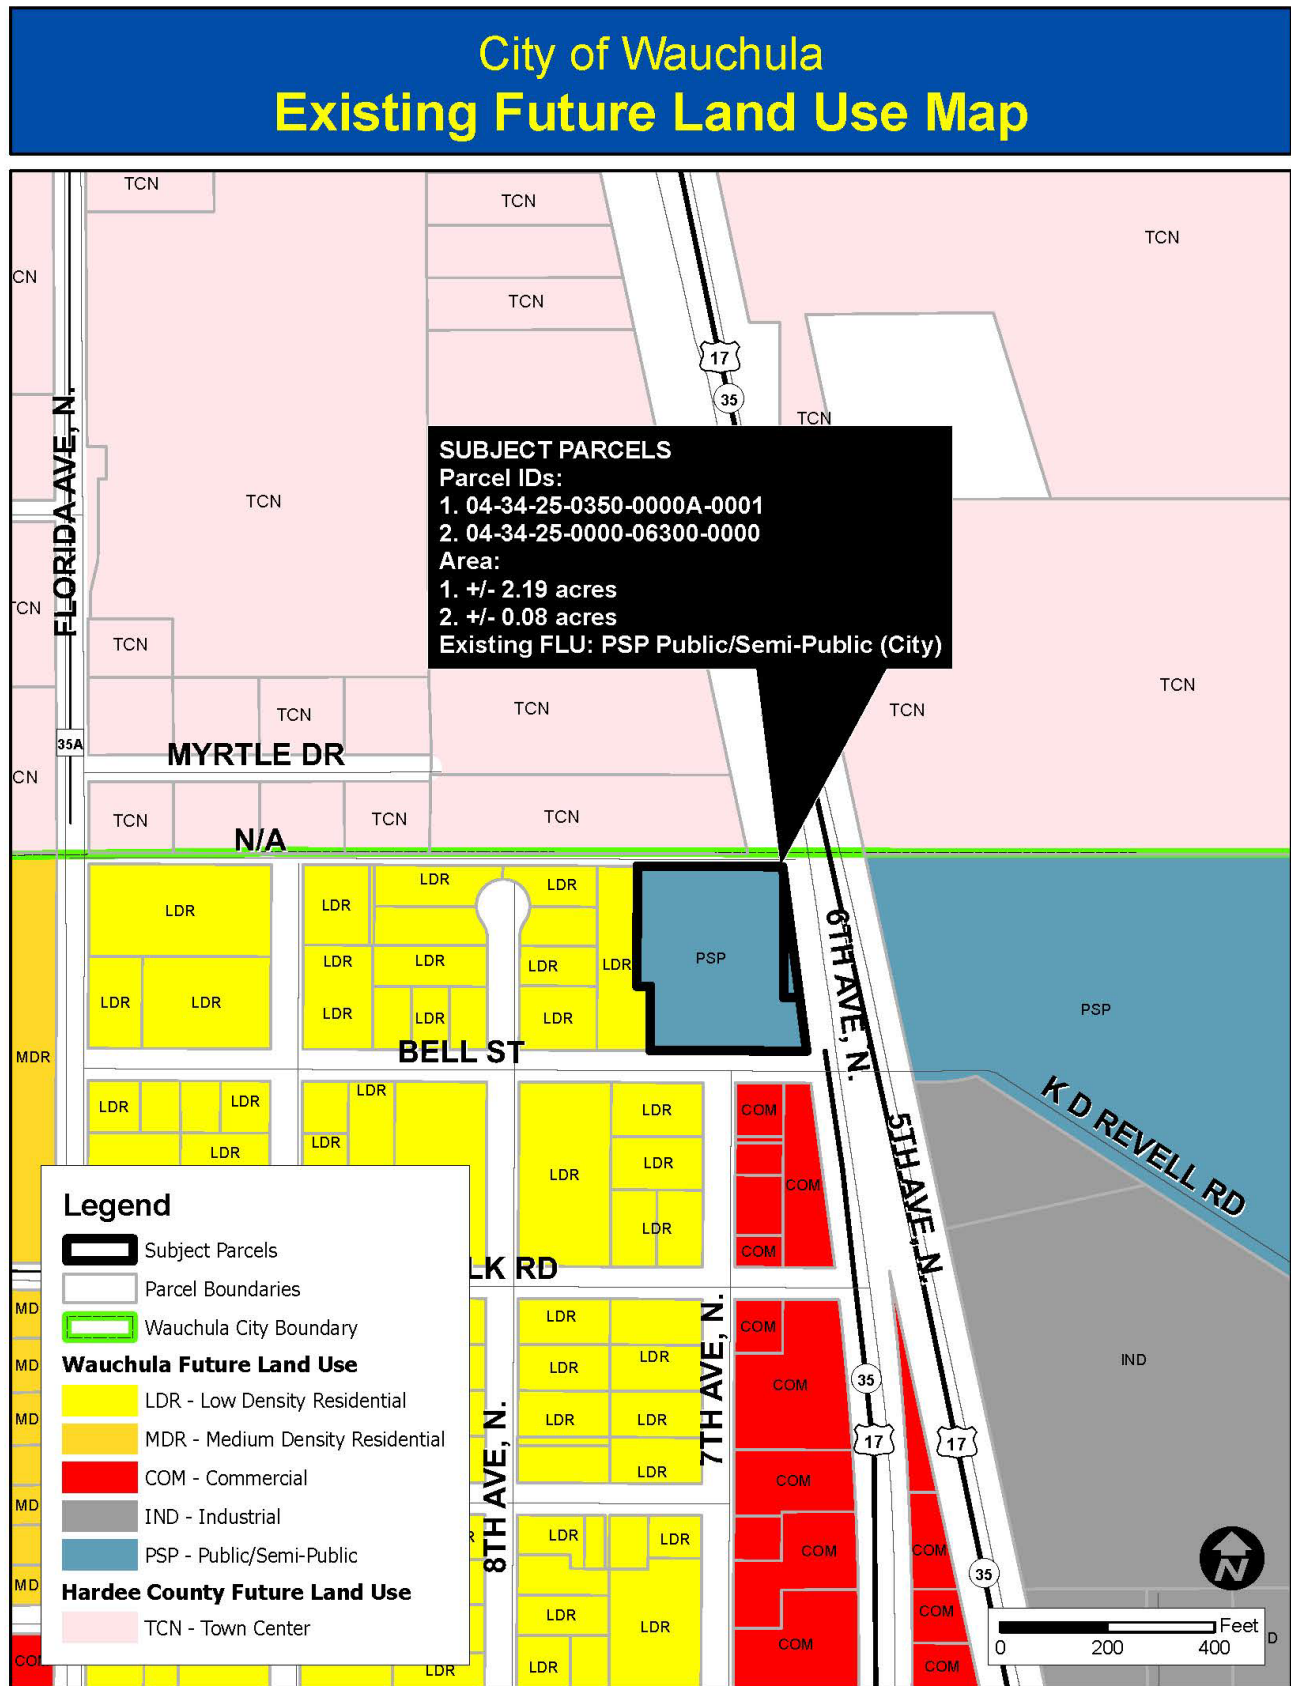 City of Wauchula
Existing Future Land Use Map
TCN
TCN
TCN
CN
TCN
17
35
TCN
FLORIDA AVE, N.
SUBJECT PARCELS
Parcel IDs:
1. 04-34-25-0350-0000A-0001
2. 04-34-25-0000-06300-0000
Area:
1. +/- 2.19 acres
2. +/- 0.08 acres
Existing FLU: PSP Public/Semi-Public (City)
TCN
TCN
TCN
TCN
TCN
TCN
TCN
35A
MYRTLE DR
CN
TCN
TCN
TCN
N/A
LDR
LDR
LDR
LDR
LDR
LDR
LDR
LDR
LDR
PSP
6TH AVE, N.
LDR
LDR
LDR
LDR
LDR
PSP
BELL ST
MDR
K D REVELL RD
LDR
LDR
LDR
LDR
COM
LDR
LDR
5TH AVE, N.
LDR
LDR
COM
LDR
COM
LK RD
Legend
Subject Parcels
Parcel Boundaries
Wauchula City Boundary
Wauchula Future Land Use
LDR - Low Density Residential
MDR - Medium Density Residential
COM - Commercial
IND - Industrial
PSP - Public/Semi-Public
Hardee County Future Land Use
TCN - Town Center
MD
MD
MD
MD
MD
COM
LDR
COM
7TH AVE, N.
LDR
LDR
IND
COM
35
LDR
LDR
17
17
LDR
COM
8TH AVE, N.
LDR
LDR
COM
COM
N
35
LDR
LDR
COM
COM
LDR
LDR
COM
Feet
0
200
400
D